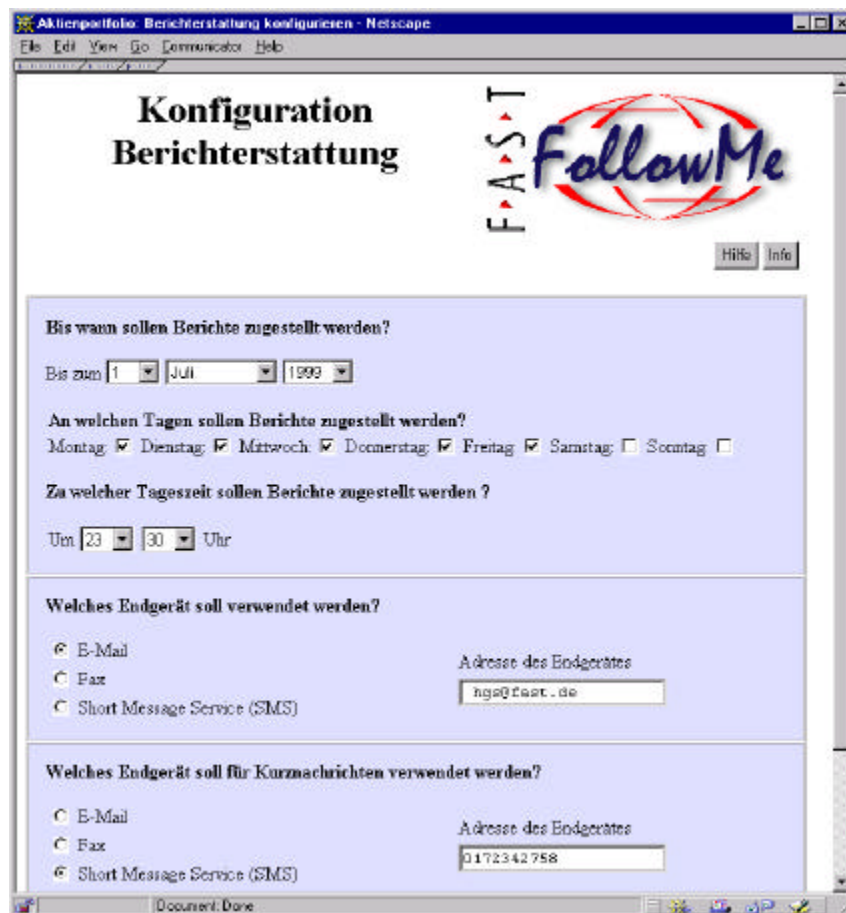 Aktienportfolio: Berichterstattung konfigurieren - Netscape
File Edit View Go Communicator Help
Konfiguration
Berichterstattung
FAST
FollowMe
Hilfe Info
Bis wann sollen Berichte zugestellt werden?
Bis zum 1 Juli 1999
An welchen Tagen sollen Berichte zugestellt werden?
Montag: Dienstag: Mittwoch: Donnerstag: Freitag: Samstag: Sonntag:
Zu welcher Tageszeit sollen Berichte zugestellt werden ?
Um 23 30 Uhr
Welches Endgerät soll verwendet werden?
E-Mail
Fax
Short Message Service (SMS)
Adresse des Endgerätes
hgs@fast.de
Welches Endgerät soll für Kurznachrichten verwendet werden?
E-Mail
Fax
Short Message Service (SMS)
Adresse des Endgerätes
0172342758
Document: Done